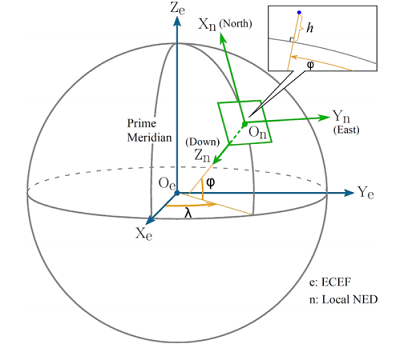 Zₑ
Xₙ (North)
h
φ
Prime
Meridian
(Down)
Zₙ
Oₙ
Yₙ
(East)
Oₑ
φ
Yₑ
λ
Xₑ
e: ECEF
n: Local NED